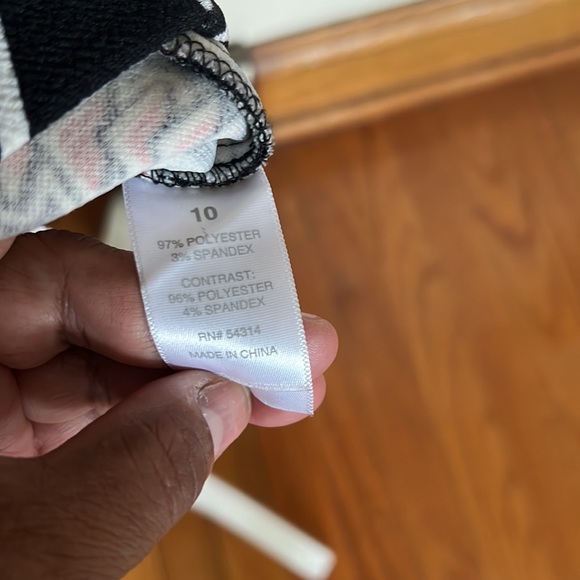 10
97% POLYESTER
3% SPANDEX
CONTRAST:
96% POLYESTER
4% SPANDEX
RN# 54314
MADE IN CHINA